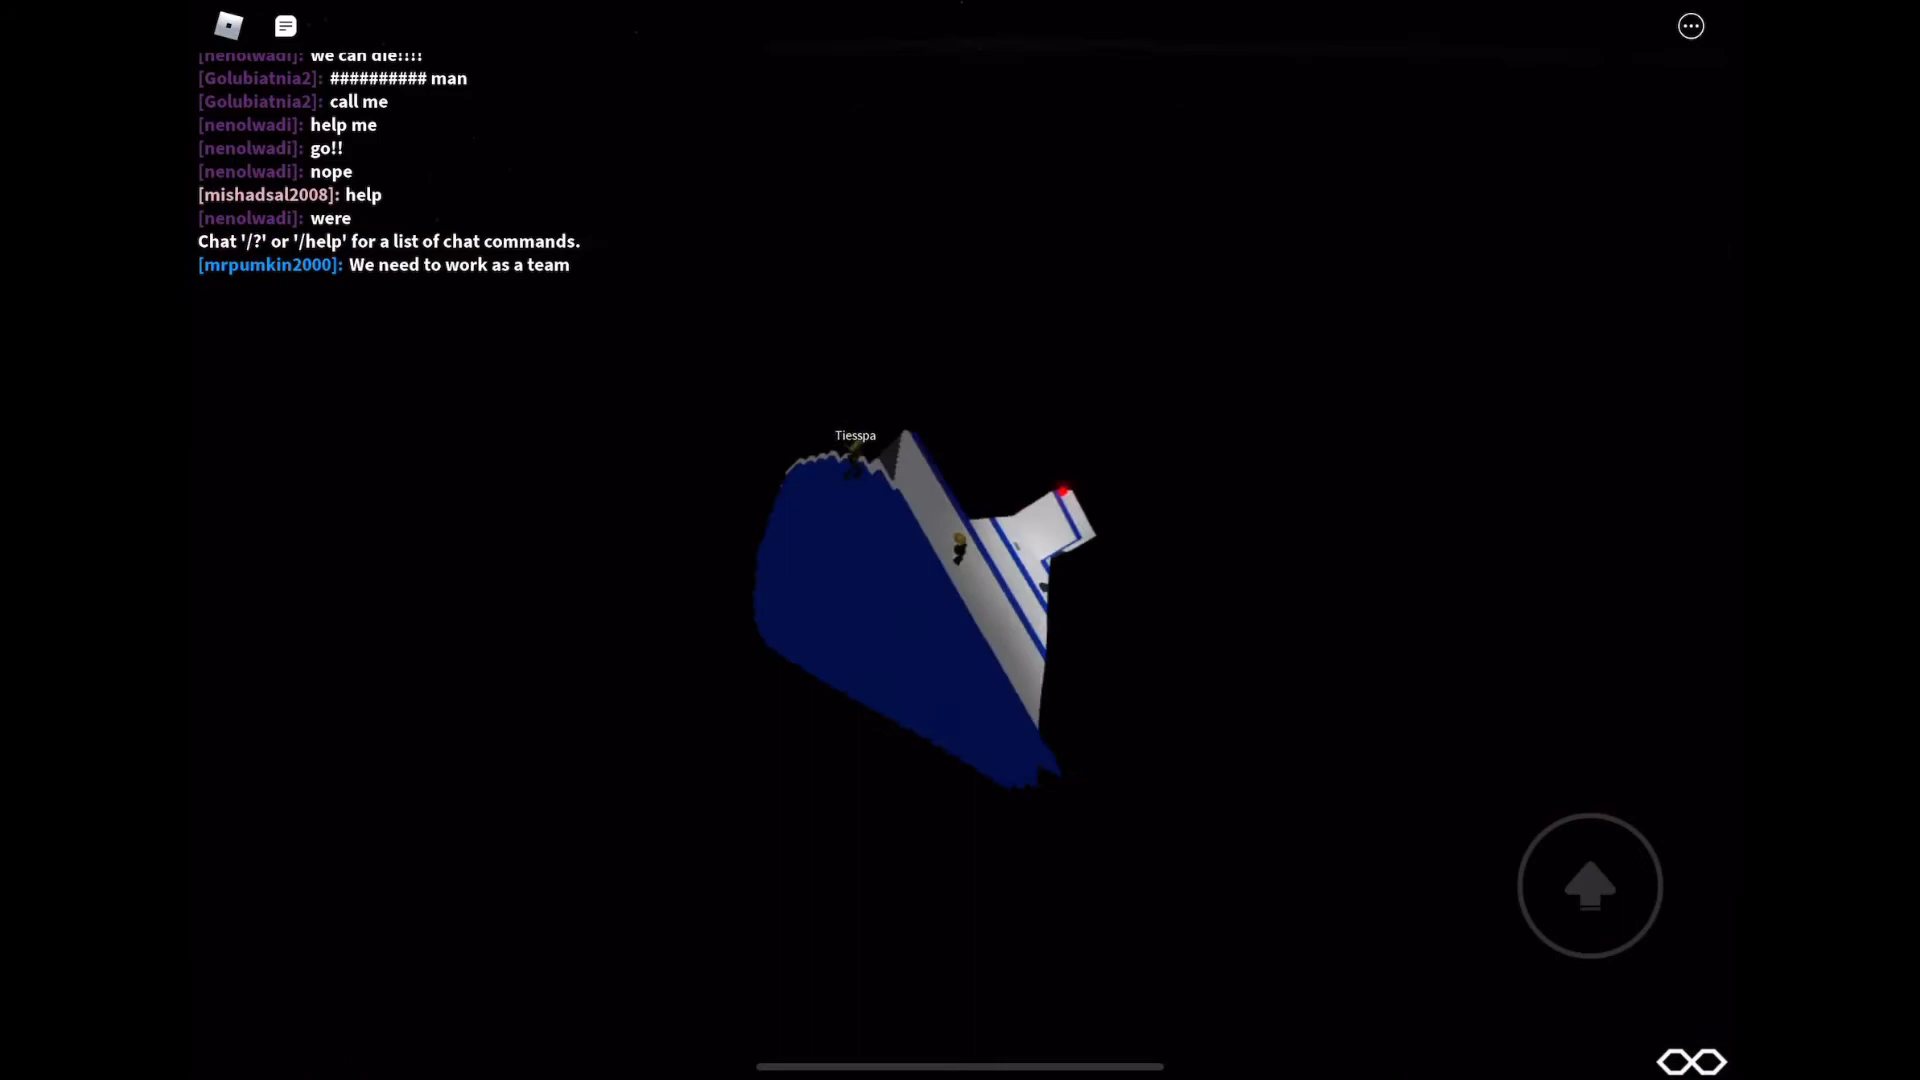 [nenolwadi]: we can die!!!!
[Golubiatnia2]: ########## man
[Golubiatnia2]: call me
[nenolwadi]: help me
[nenolwadi]: go!!
[nenolwadi]: nope
[mishadsal2008]: help
[nenolwadi]: were
Chat '/?' or '/help' for a list of chat commands.
[mrpumkin2000]: We need to work as a team
Tiesspa